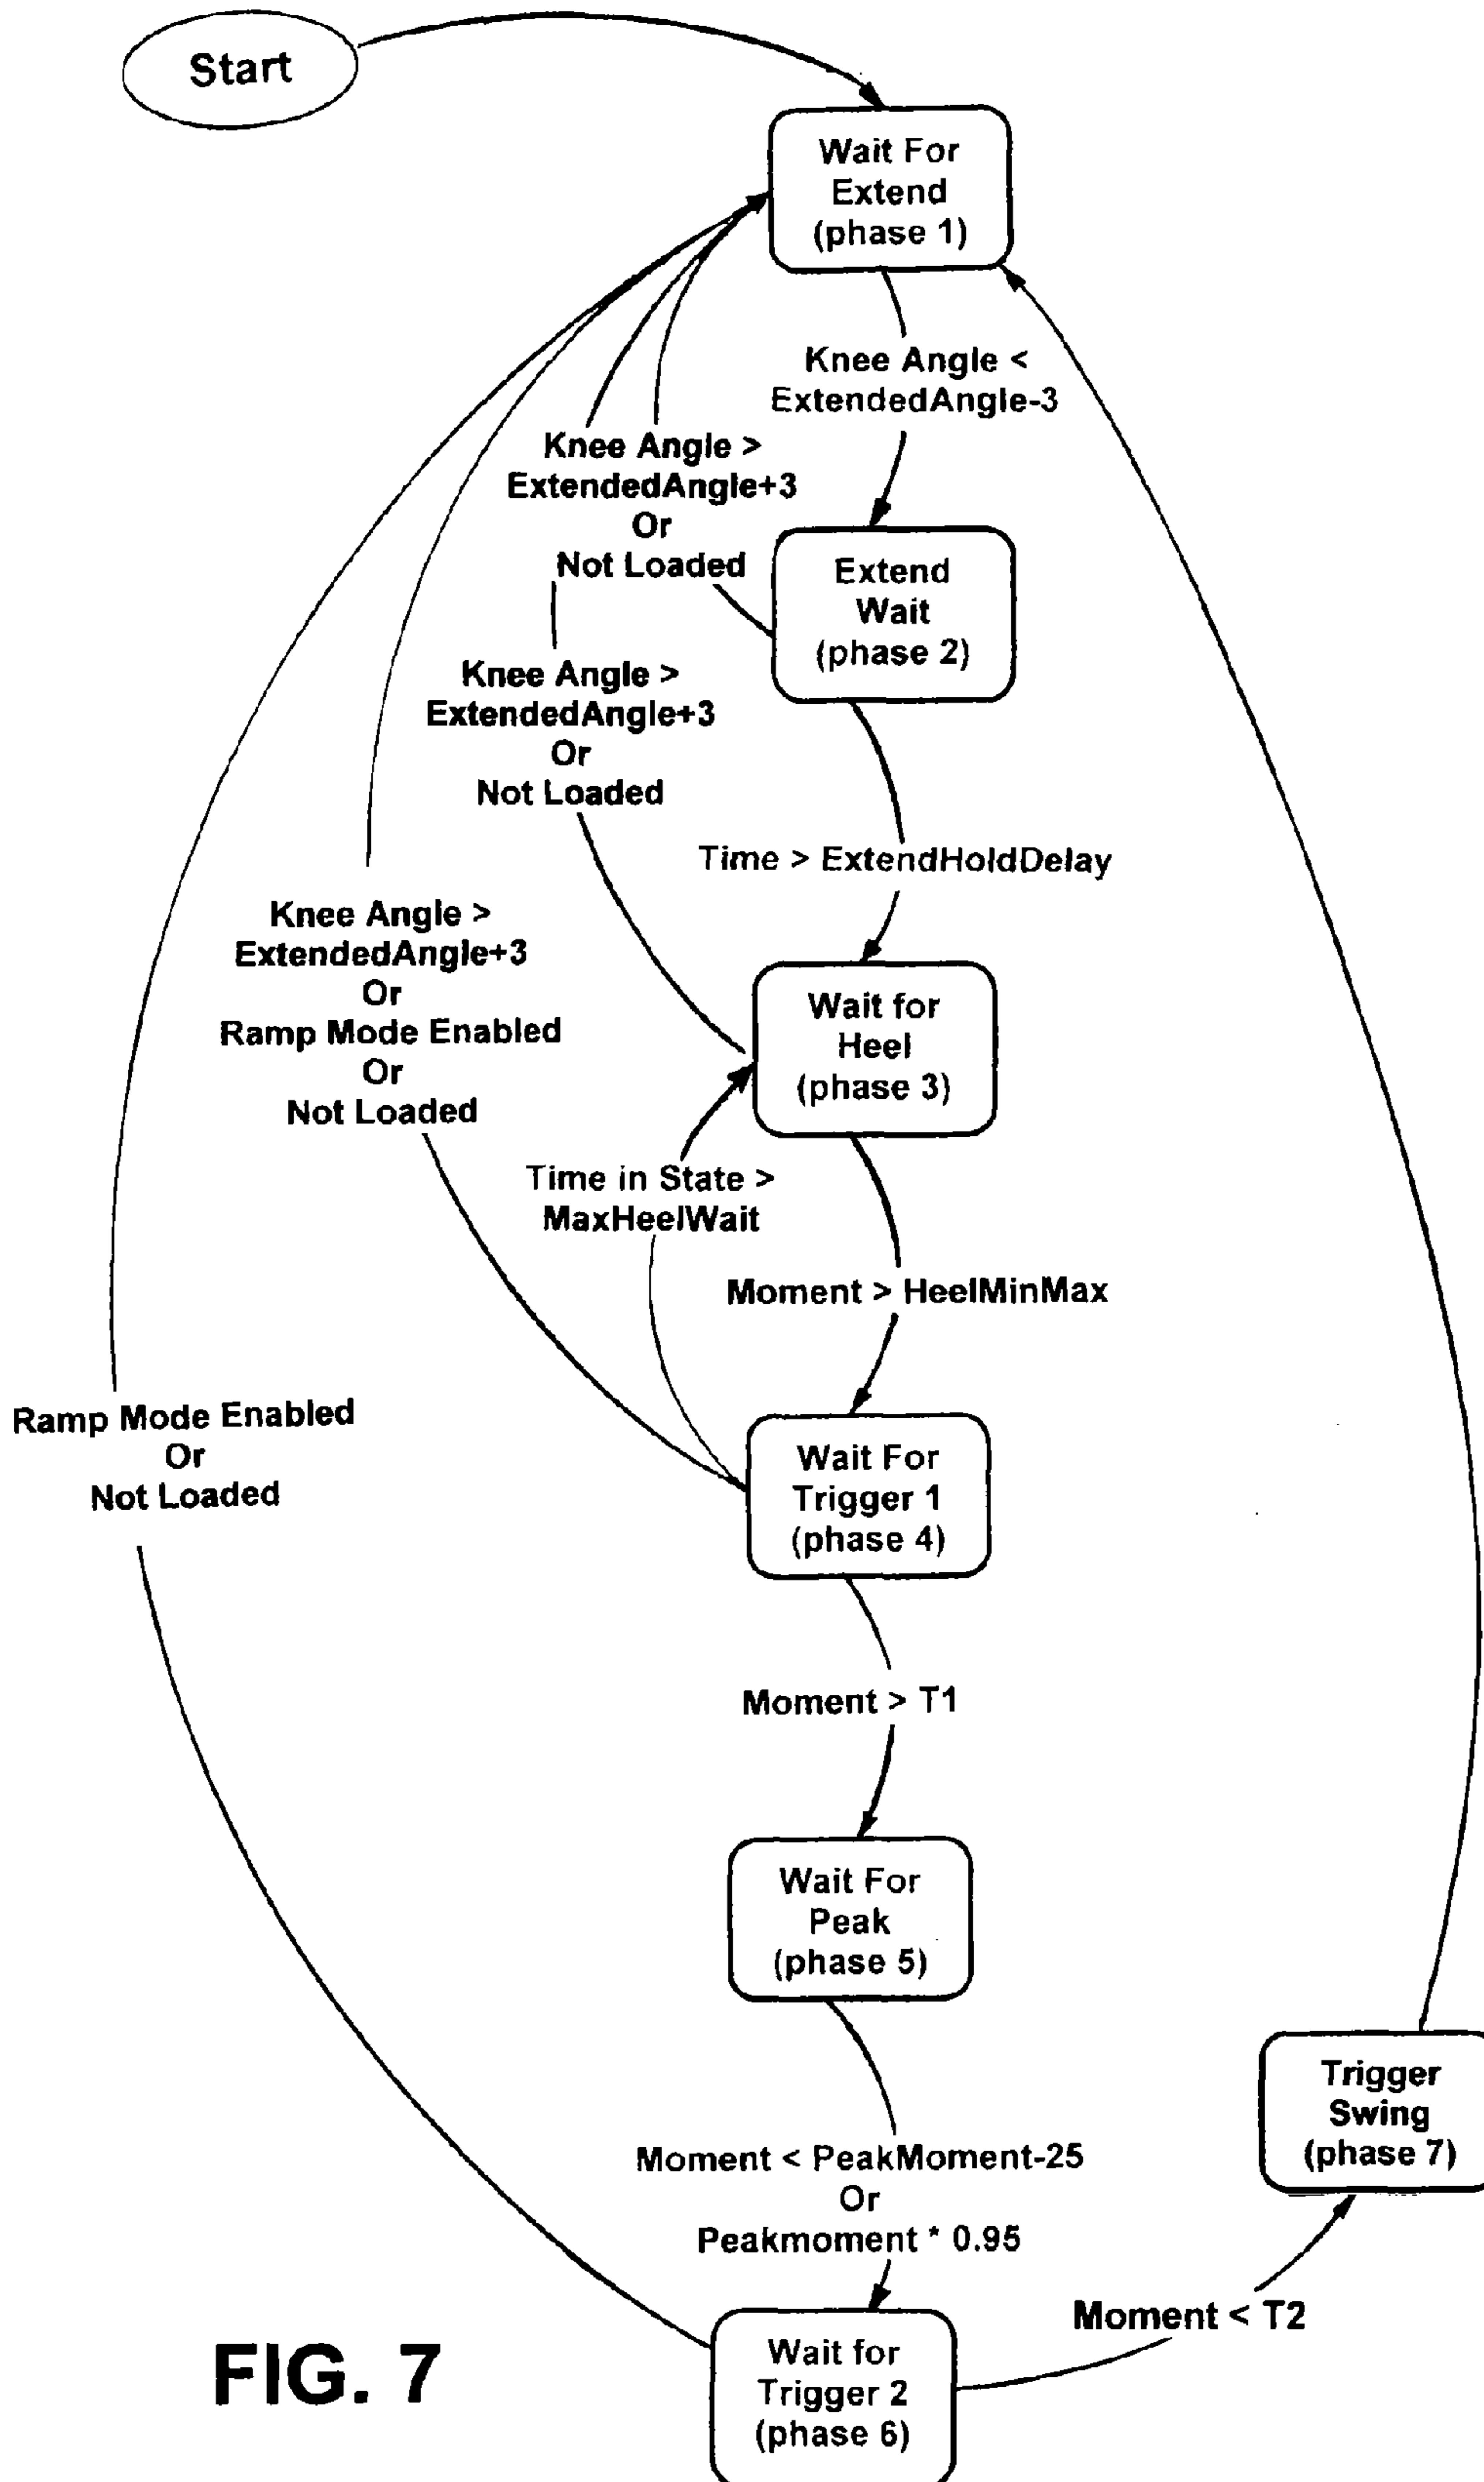 Start
Wait For
Extend
(phase 1)
Knee Angle <
ExtendedAngle-3
Knee Angle >
ExtendedAngle+3
Or
Not Loaded
Extend
Wait
(phase 2)
Knee Angle >
ExtendedAngle+3
Or
Not Loaded
Time > ExtendHoldDelay
Knee Angle >
ExtendedAngle+3
Or
Ramp Mode Enabled
Or
Not Loaded
Wait for
Heel
(phase 3)
Time in State >
MaxHeelWait
Moment > HeelMinMax
Ramp Mode Enabled
Or
Not Loaded
Wait For
Trigger 1
(phase 4)
Moment > T1
Wait For
Peak
(phase 5)
Trigger
Swing
(phase 7)
Moment < PeakMoment-25
Or
Peakmoment * 0.95
Moment < T2
Wait for
Trigger 2
(phase 6)
FIG. 7